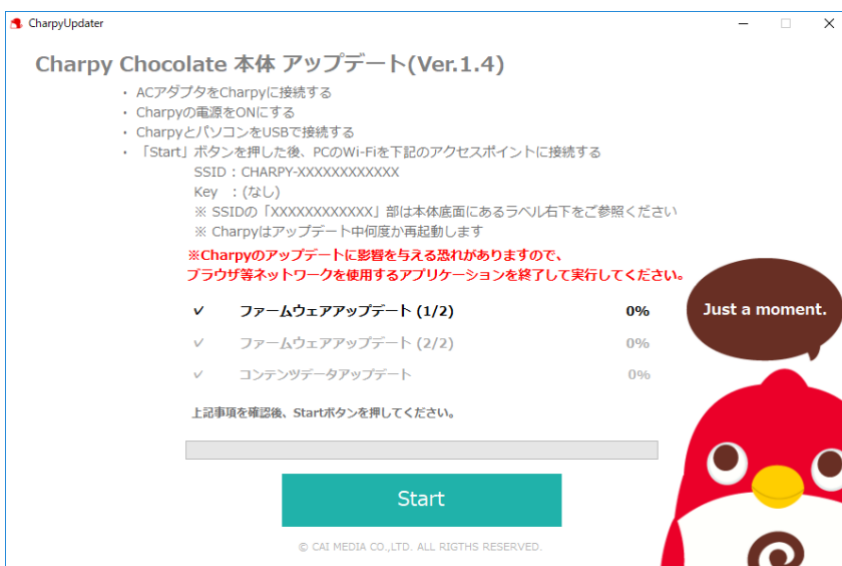 CharpyUpdater
Charpy Chocolate 本体 アップデート(Ver.1.4)
・ ACアダプタをCharpyに接続する
・ Charpyの電源をONにする
・ CharpyとパソコンをUSBで接続する
・ 「Start」ボタンを押した後、PCのWi-Fiを下記のアクセスポイントに接続する
SSID : CHARPY-XXXXXXXXXXXX
Key : (なし)
※ SSIDの「XXXXXXXXXXXX」部は本体底面にあるラベル右下をご参照ください
※ Charpyはアップデート中何度か再起動します
※Charpyのアップデートに影響を与える恐れがありますので、
ブラウザ等ネットワークを使用するアプリケーションを終了して実行してください。
✓ ファームウェアアップデート (1/2) 0%
Just a moment.
✓ ファームウェアアップデート (2/2) 0%
✓ コンテンツデータアップデート 0%
上記事項を確認後、Startボタンを押してください。
Start
© CAI MEDIA CO.,LTD. ALL RIGTHS RESERVED.